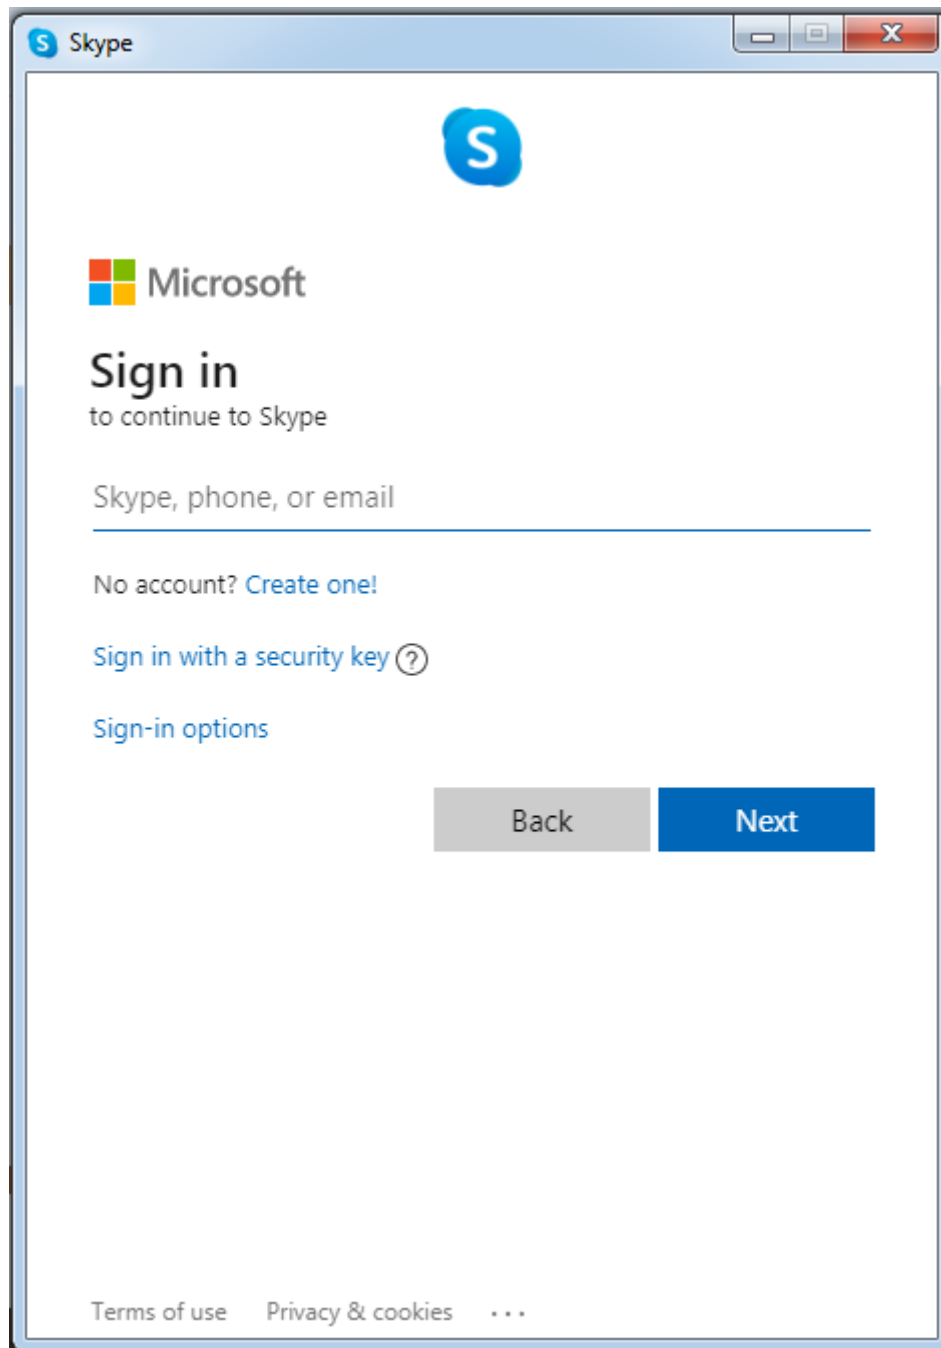 Skype
S
Microsoft
Sign in
to continue to Skype
Skype, phone, or email
No account? Create one!
Sign in with a security key ?
Sign-in options
Back Next
Terms of use Privacy & cookies ...